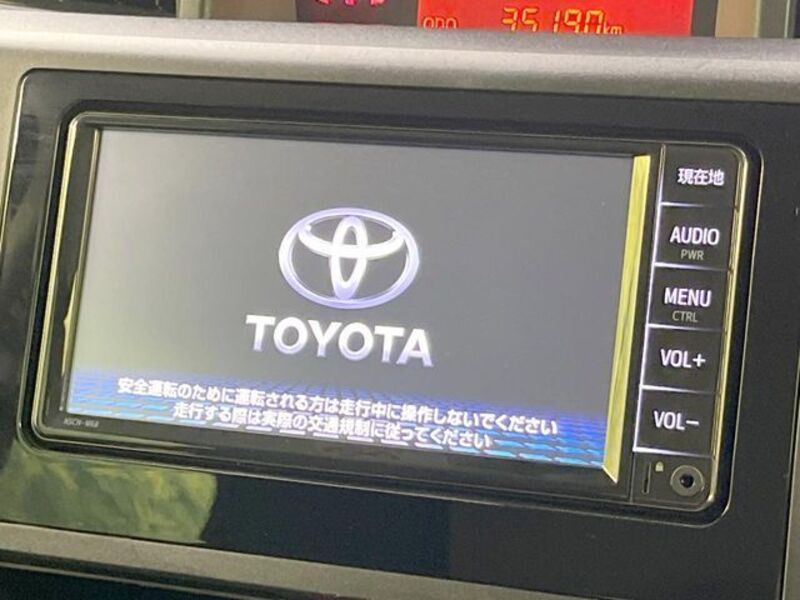 ODO 35190km
現在地
AUDIO
PWR
MENU
CTRL
VOL+
VOL−
TOYOTA
安全運転のために運転される方は走行中に操作しないでください
走行する際は実際の交通規制に従ってください
NSCN-W68